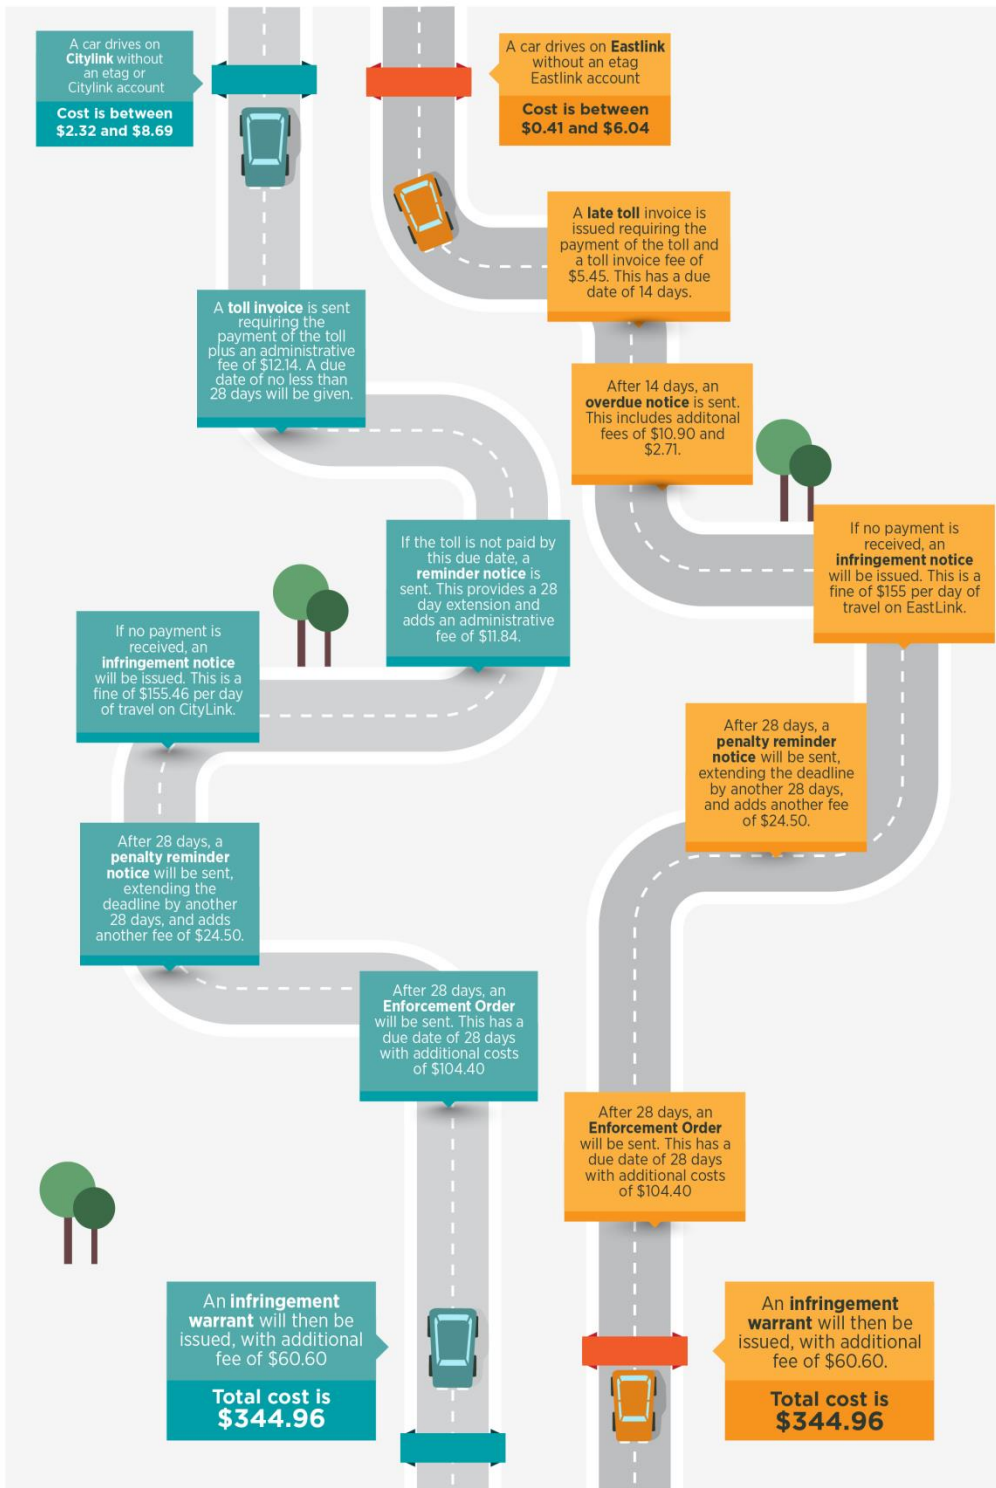 A car drives on
Citylink without
an etag or
Citylink account
Cost is between
$2.32 and $8.69
A car drives on Eastlink
without an etag
Eastlink account
Cost is between
$0.41 and $6.04
A late toll invoice is
issued requiring the
payment of the toll and
a toll invoice fee of
$5.45. This has a due
date of 14 days.
A toll invoice is sent
requiring the
payment of the toll
plus an administrative
fee of $12.14. A due
date of no less than
28 days will be given.
After 14 days, an
overdue notice is sent.
This includes additonal
fees of $10.90 and
$2.71.
If the toll is not paid by
this due date, a
reminder notice is
sent. This provides a 28
day extension and
adds an administrative
fee of $11.84.
If no payment is
received, an
infringement notice
will be issued. This is a
fine of $155 per day of
travel on EastLink.
If no payment is
received, an
infringement notice
will be issued. This is a
fine of $155.46 per day
of travel on CityLink.
After 28 days, a
penalty reminder
notice will be sent,
extending the deadline
by another 28 days,
and adds another fee
of $24.50.
After 28 days, a
penalty reminder
notice will be sent,
extending the
deadline by another
28 days, and adds
another fee of $24.50.
After 28 days, an
Enforcement Order
will be sent. This has a
due date of 28 days
with additional costs
of $104.40
After 28 days, an
Enforcement Order
will be sent. This has a
due date of 28 days
with additional costs
of $104.40
An infringement
warrant will then be
issued, with additional
fee of $60.60
Total cost is
$344.96
An infringement
warrant will then be
issued, with additional
fee of $60.60.
Total cost is
$344.96